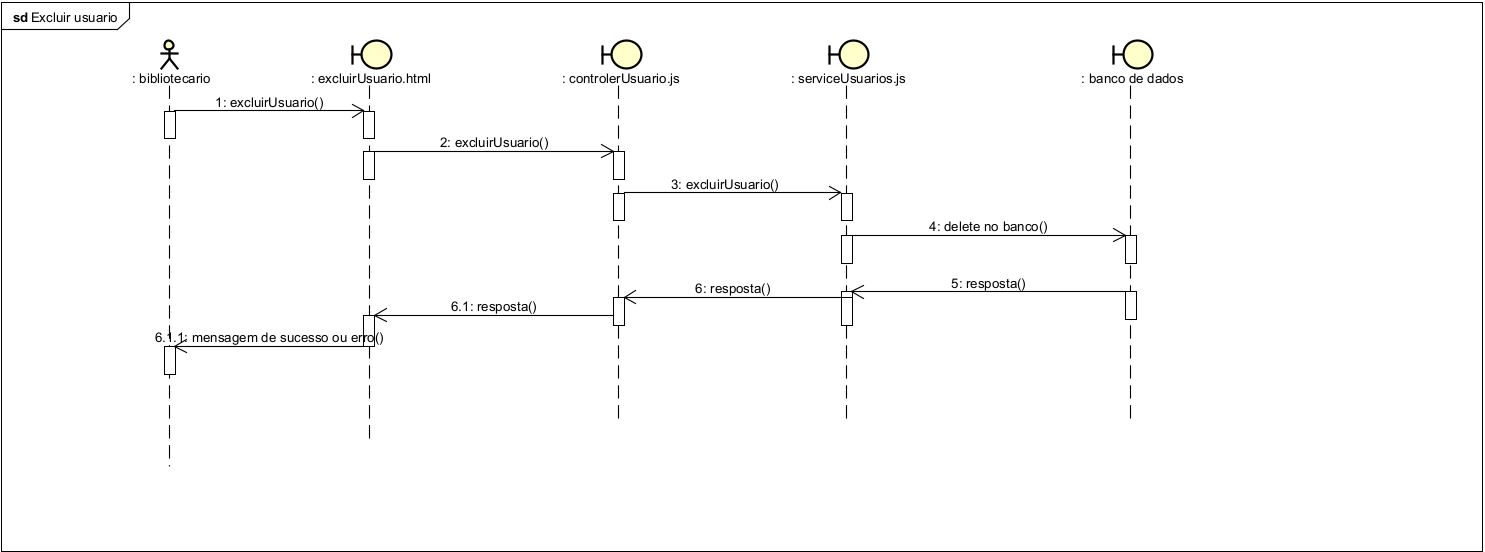 sd Excluir usuario
: bibliotecario
: excluirUsuario.html
: controlerUsuario.js
: serviceUsuarios.js
: banco de dados
1: excluirUsuario()
2: excluirUsuario()
3: excluirUsuario()
4: delete no banco()
5: resposta()
6: resposta()
6.1: resposta()
6.1.1: mensagem de sucesso ou erro()